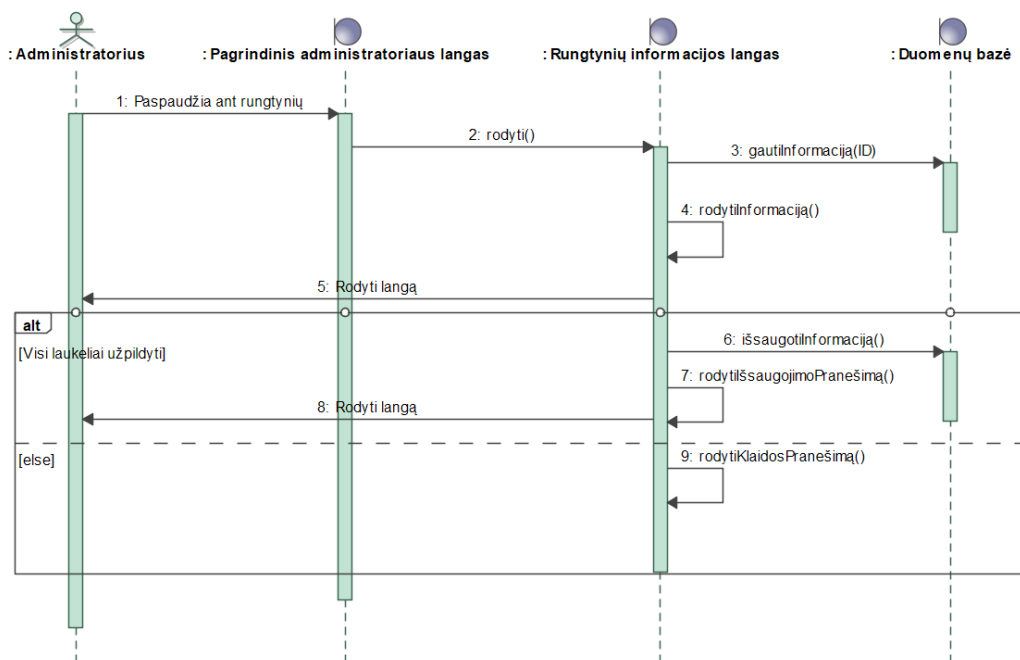 : Administratorius
: Pagrindinis administratoriaus langas
: Rungtynių informacijos langas
: Duomenų bazė
1: Paspaudžia ant rungtynių
2: rodyti()
3: gautiInformaciją(ID)
4: rodytiInformaciją()
5: Rodyti langą
alt
[Visi laukeliai užpildyti]
6: išsaugotiInformaciją()
7: rodytiIšsaugojimoPranešimą()
8: Rodyti langą
[else]
9: rodytiKlaidosPranešimą()